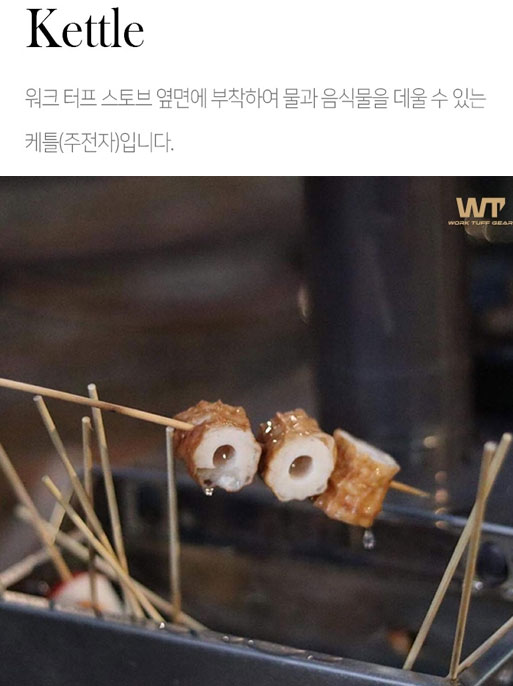 Kettle
워크 터프 스토브 옆면에 부착하여 물과 음식물을 데울 수 있는
케틀(주전자)입니다.
WT
WORK TUFF GEAR